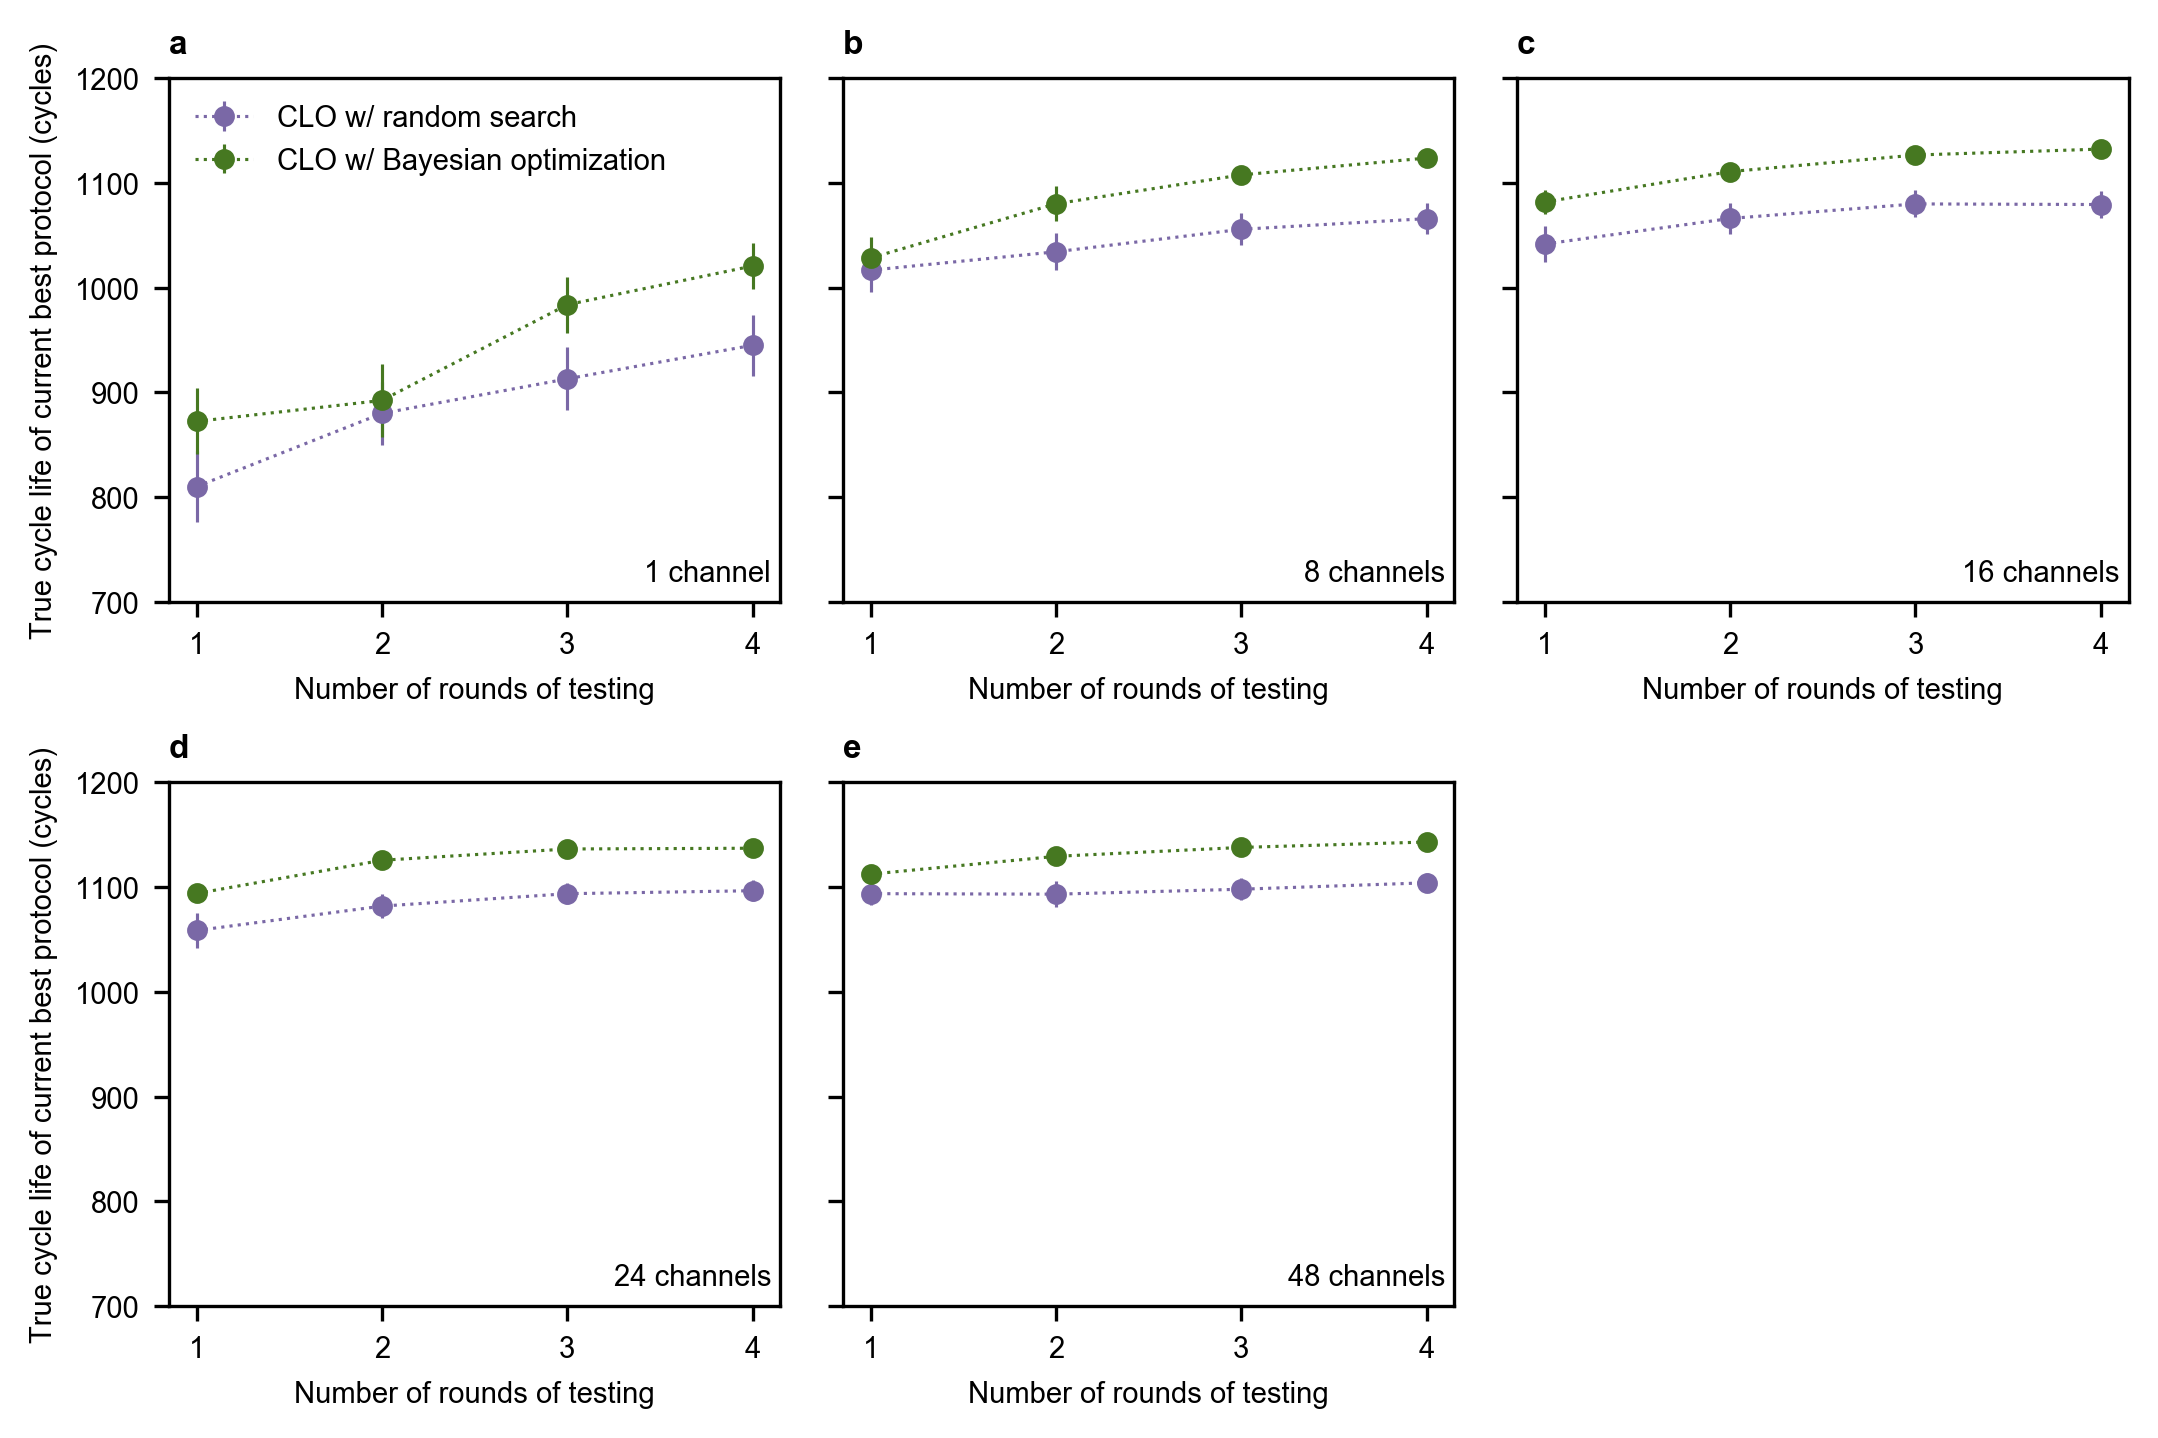 a
True cycle life of current best protocol (cycles)
1200
1100
1000
900
800
700
CLO w/ random search
CLO w/ Bayesian optimization
1 channel
1 2 3 4
Number of rounds of testing
b
8 channels
1 2 3 4
Number of rounds of testing
c
16 channels
1 2 3 4
Number of rounds of testing
d
True cycle life of current best protocol (cycles)
1200
1100
1000
900
800
700
24 channels
1 2 3 4
Number of rounds of testing
e
48 channels
1 2 3 4
Number of rounds of testing